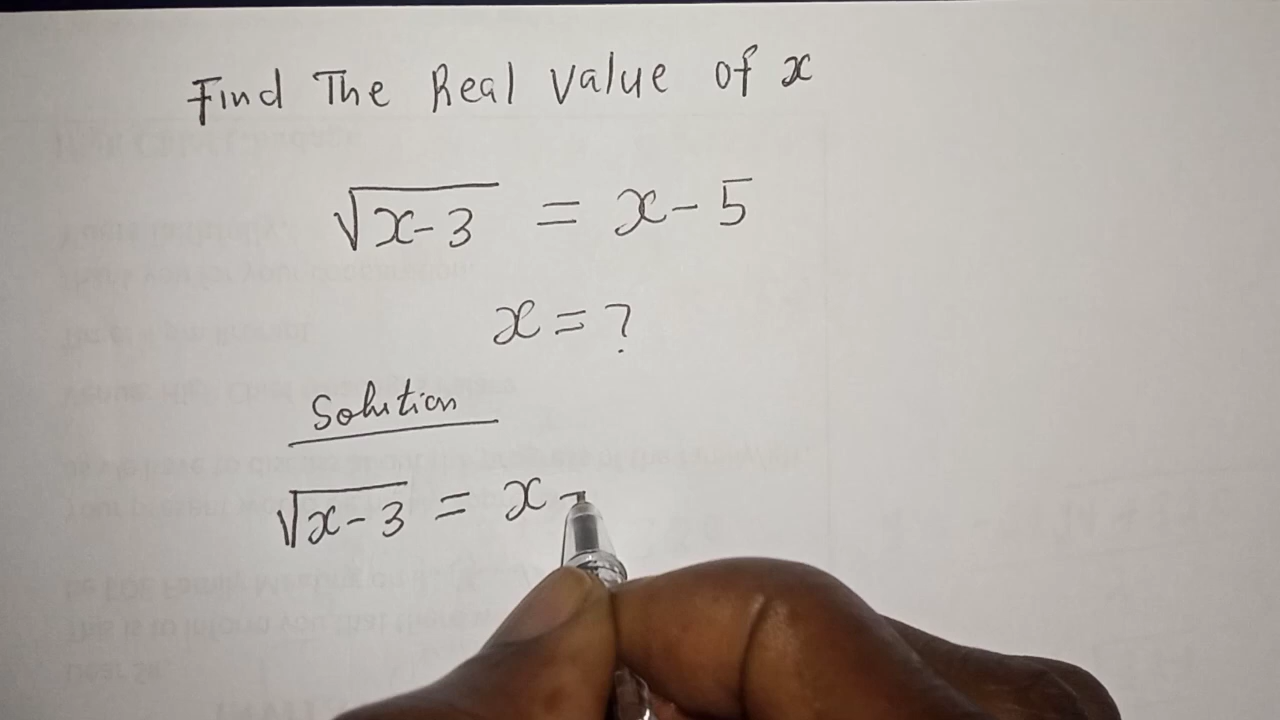 Find The Real Value of x
√x-3 = x-5
x = ?
Solution
√x-3 = x -